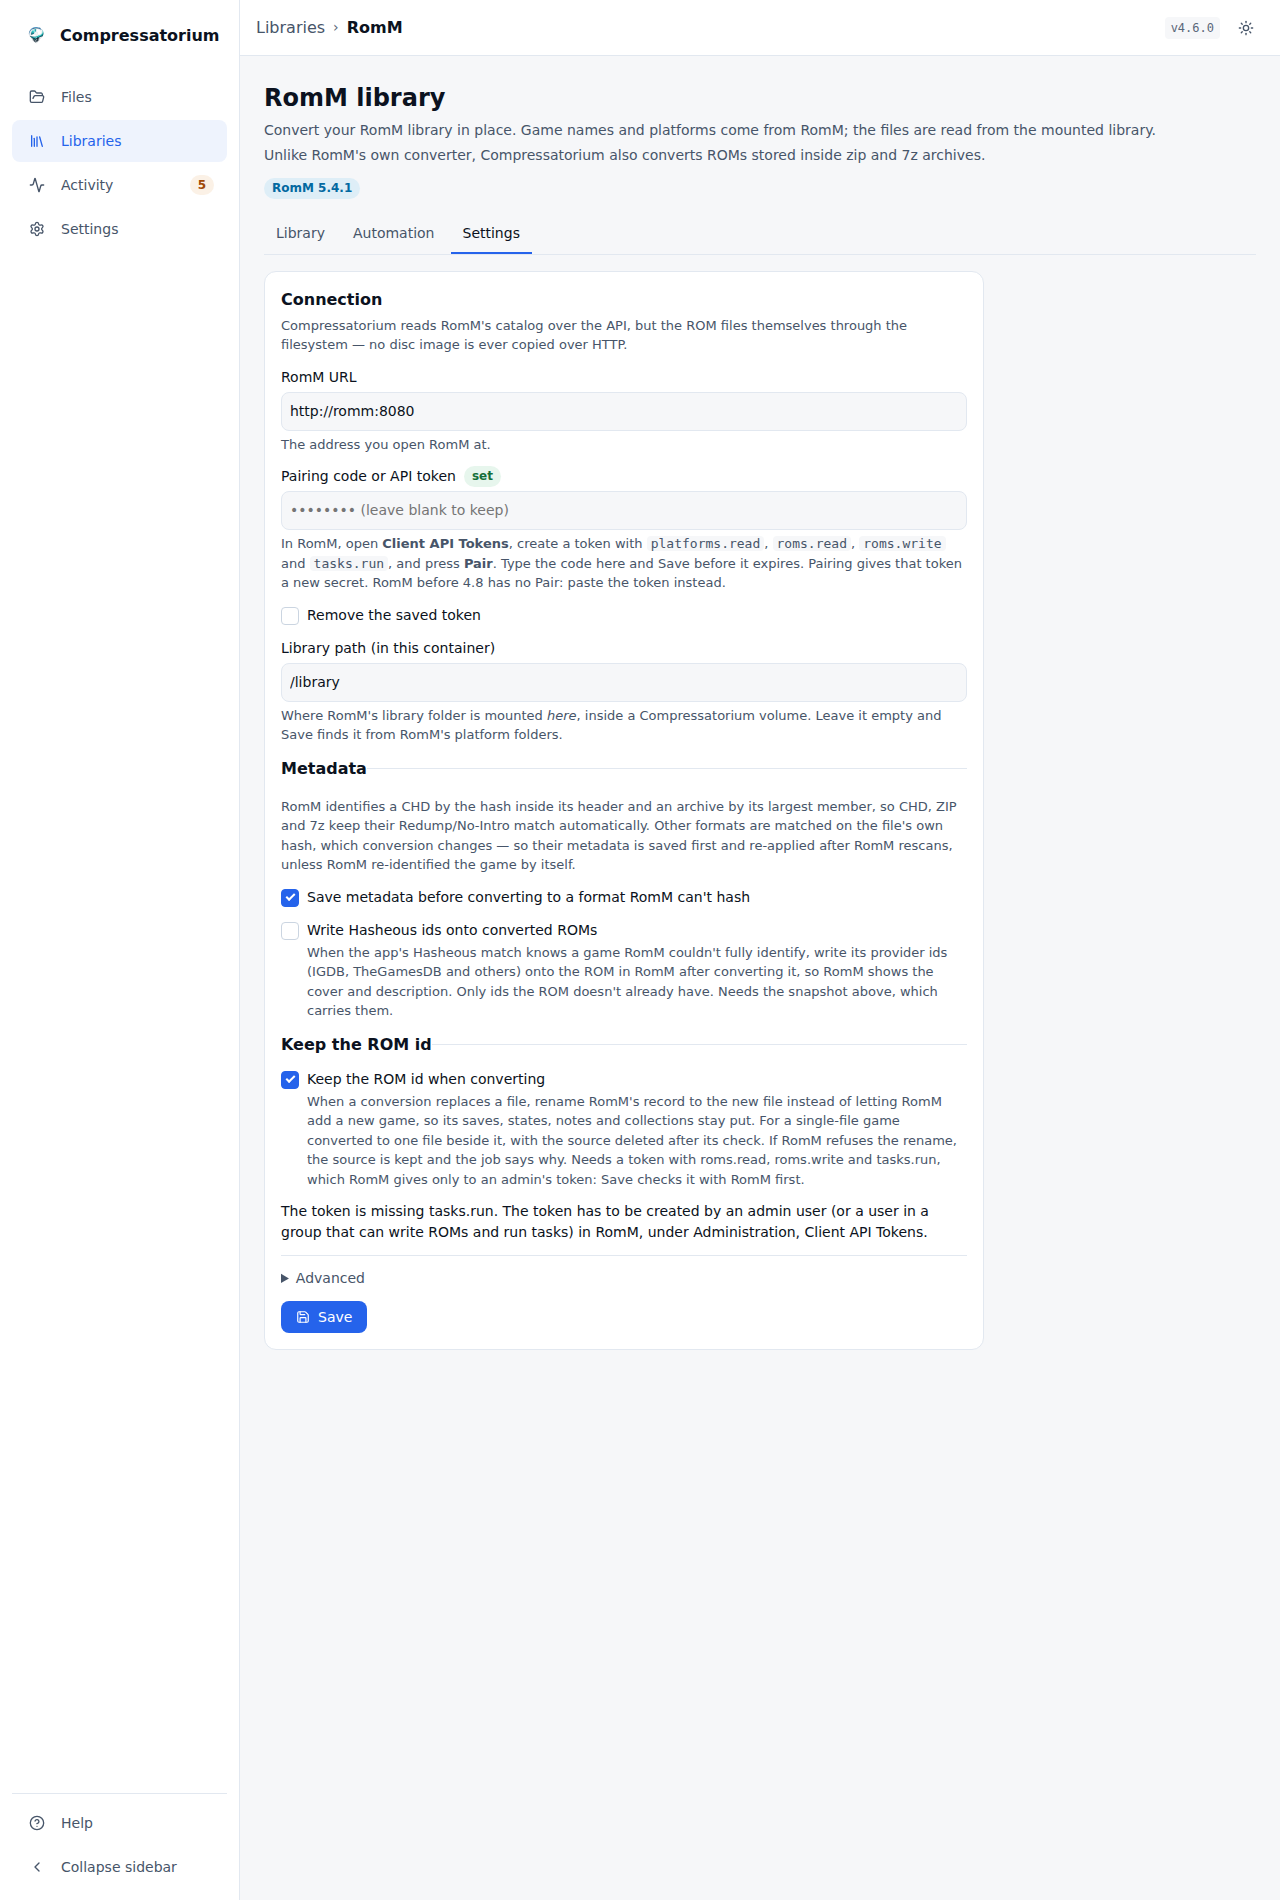 Compressatorium
Libraries › RomM
v4.6.0
Files
Libraries
Activity 5
Settings
RomM library
Convert your RomM library in place. Game names and platforms come from RomM; the files are read from the mounted library.
Unlike RomM's own converter, Compressatorium also converts ROMs stored inside zip and 7z archives.
RomM 5.4.1
Library Automation Settings
Connection
Compressatorium reads RomM's catalog over the API, but the ROM files themselves through the
filesystem — no disc image is ever copied over HTTP.
RomM URL
http://romm:8080
The address you open RomM at.
Pairing code or API token set
•••••••• (leave blank to keep)
In RomM, open Client API Tokens, create a token with platforms.read, roms.read, roms.write
and tasks.run, and press Pair. Type the code here and Save before it expires. Pairing gives that token
a new secret. RomM before 4.8 has no Pair: paste the token instead.
Remove the saved token
Library path (in this container)
/library
Where RomM's library folder is mounted here, inside a Compressatorium volume. Leave it empty and
Save finds it from RomM's platform folders.
Metadata
RomM identifies a CHD by the hash inside its header and an archive by its largest member, so CHD, ZIP
and 7z keep their Redump/No-Intro match automatically. Other formats are matched on the file's own
hash, which conversion changes — so their metadata is saved first and re-applied after RomM rescans,
unless RomM re-identified the game by itself.
Save metadata before converting to a format RomM can't hash
Write Hasheous ids onto converted ROMs
When the app's Hasheous match knows a game RomM couldn't fully identify, write its provider ids
(IGDB, TheGamesDB and others) onto the ROM in RomM after converting it, so RomM shows the
cover and description. Only ids the ROM doesn't already have. Needs the snapshot above, which
carries them.
Keep the ROM id
Keep the ROM id when converting
When a conversion replaces a file, rename RomM's record to the new file instead of letting RomM
add a new game, so its saves, states, notes and collections stay put. For a single-file game
converted to one file beside it, with the source deleted after its check. If RomM refuses the rename,
the source is kept and the job says why. Needs a token with roms.read, roms.write and tasks.run,
which RomM gives only to an admin's token: Save checks it with RomM first.
The token is missing tasks.run. The token has to be created by an admin user (or a user in a
group that can write ROMs and run tasks) in RomM, under Administration, Client API Tokens.
Advanced
Save
Help
Collapse sidebar